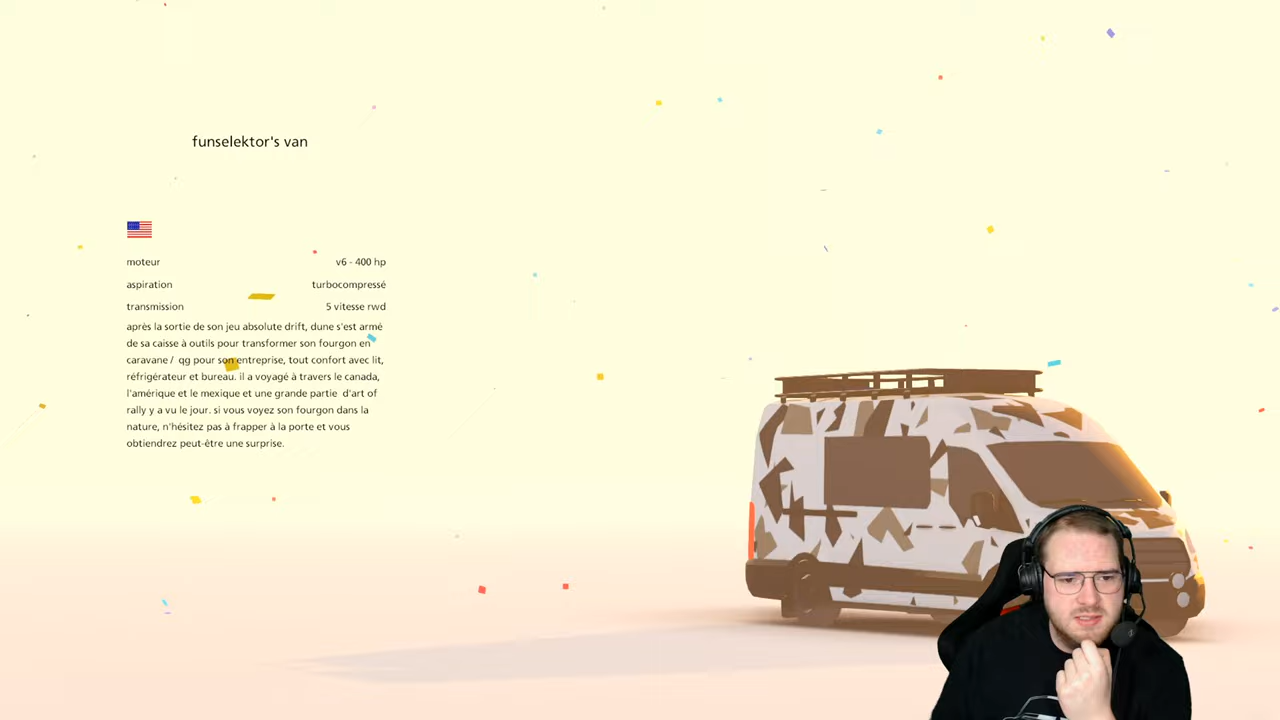 funselektor's van
moteur v6 - 400 hp
aspiration turbocompressé
transmission 5 vitesse rwd
après la sortie de son jeu absolute drift, dune s'est armé
de sa caisse à outils pour transformer son fourgon en
caravane / qg pour son entreprise, tout confort avec lit,
réfrigérateur et bureau. il a voyagé à travers le canada,
l'amérique et le mexique et une grande partie d'art of
rally y a vu le jour. si vous voyez son fourgon dans la
nature, n'hésitez pas à frapper à la porte et vous
obtiendrez peut-être une surprise.